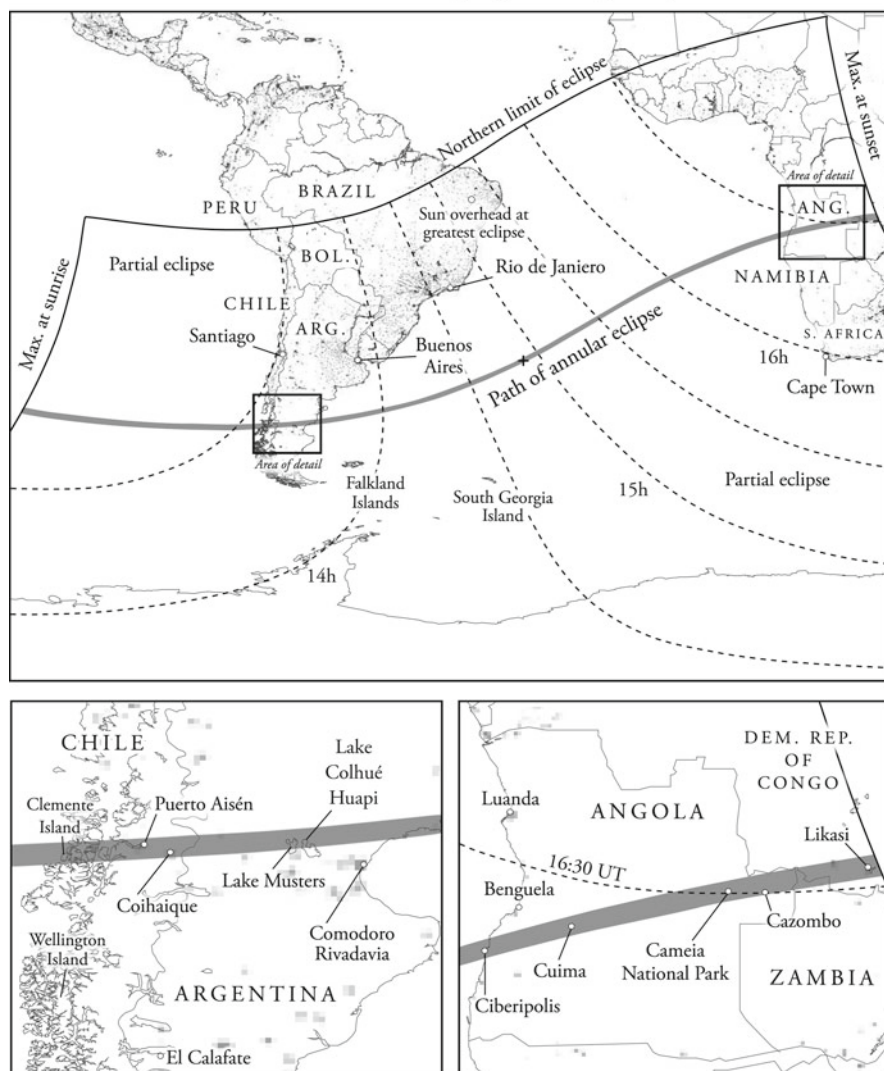 Northern limit of eclipse
Max. at sunset
Area of detail
BRAZIL
PERU
ANG.
Sun overhead at
greatest eclipse
BOL.
Partial eclipse
Rio de Janiero
NAMIBIA
Max. at sunrise
CHILE
ARG.
S. AFRICA
Santiago
Buenos
Aires
Path of annular eclipse
16h
Cape Town
Area of detail
Falkland
Islands
South Georgia
Island
15h
Partial eclipse
14h
CHILE
Lake
Colhué
Huapi
Clemente
Island
Puerto Aisén
Lake Musters
Coihaique
Comodoro
Rivadavia
Wellington
Island
ARGENTINA
El Calafate
DEM. REP.
OF
CONGO
Luanda
ANGOLA
Likasi
16:30 UT
Benguela
Cazombo
Cameia
National Park
Cuima
ZAMBIA
Ciberipolis